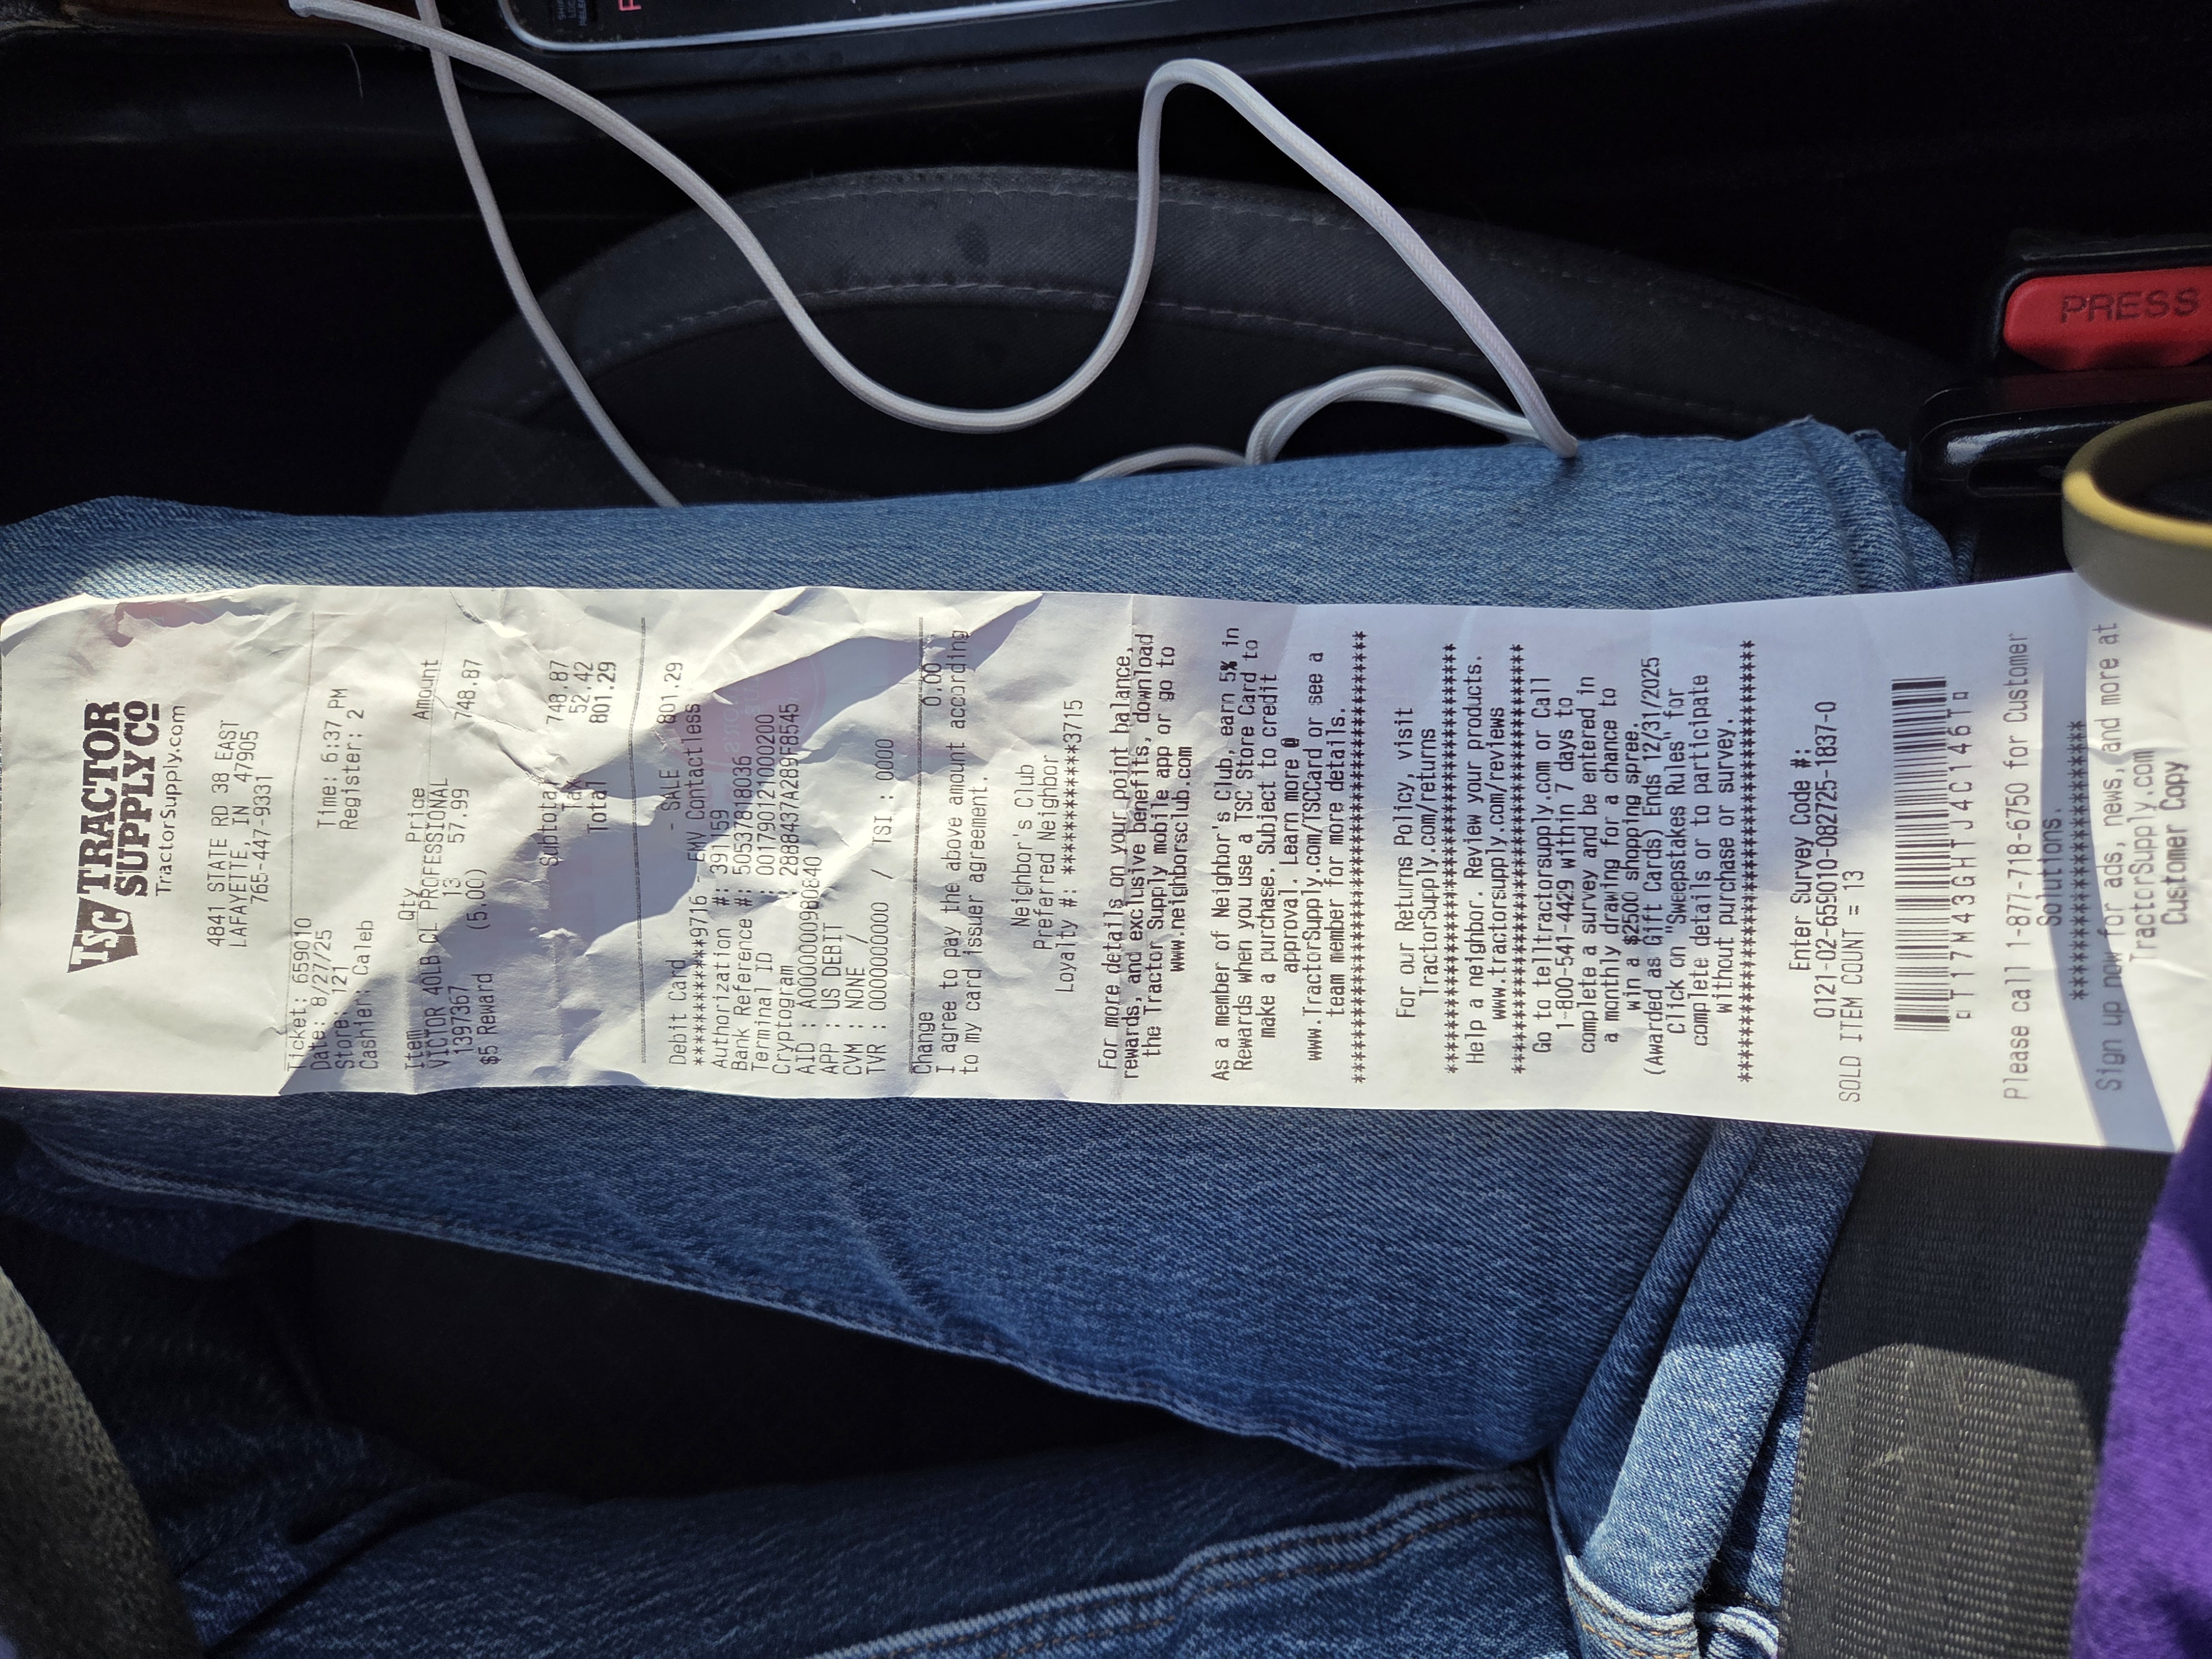 TSC TRACTOR
SUPPLY CO
TractorSupply.com
4841 STATE RD 38 EAST
LAFAYETTE, IN 47905
765-447-9331
Ticket: 659010
Date: 8/27/25 Time: 6:37 PM
Store: 121 Register: 2
Cashier: Caleb
Item Qty Price Amount
VICTOR 40LB CL PROFESSIONAL
1397367 13 57.99 748.87
$5 Reward (5.00)
Subtotal 748.87
Tax 52.42
Total 801.29
Debit Card - SALE 801.29
************9716 - EMV Contactless
Authorization #: 391159
Bank Reference #: 505378018036
Terminal ID : 001790121000200
Cryptogram
AID : A0000000980840
APP : US DEBIT
CVM : NONE /
TVR : 0000000000 / TSI : 0000
Change 0.00
I agree to pay the above amount according
to my card issuer agreement.
Neighbor's Club
Preferred Neighbor
Loyalty #: ************3715
For more details on your point balance,
rewards, and exclusive benefits, download
the Tractor Supply mobile app or go to
www.neighborsclub.com
As a member of Neighbor's Club, earn 5% in
Rewards when you use a TSC Store Card to
make a purchase. Subject to credit
approval. Learn more @
www.TractorSupply.com/TSCCard or see a
team member for more details.
******************************************
For our Returns Policy, visit
TractorSupply.com/returns
******************************************
Help a neighbor. Review your products.
www.tractorsupply.com/reviews
******************************************
Go to telltractorsupply.com or Call
1-800-541-4429 within 7 days to
complete a survey and be entered in
a monthly drawing for a chance to
win a $2500 shopping spree.
(Awarded as Gift Cards) Ends 12/31/2025
Click on "Sweepstakes Rules" for
complete details or to participate
without purchase or survey.
******************************************
Enter Survey Code #:
0121-02-659010-082725-1837-0
SOLD ITEM COUNT = 13
T17M43GHTJ4C146T
Please call 1-877-718-6750 for Customer
Solutions.
**************************
Sign up now for ads, news, and more at
TractorSupply.com
Customer Copy
PRESS